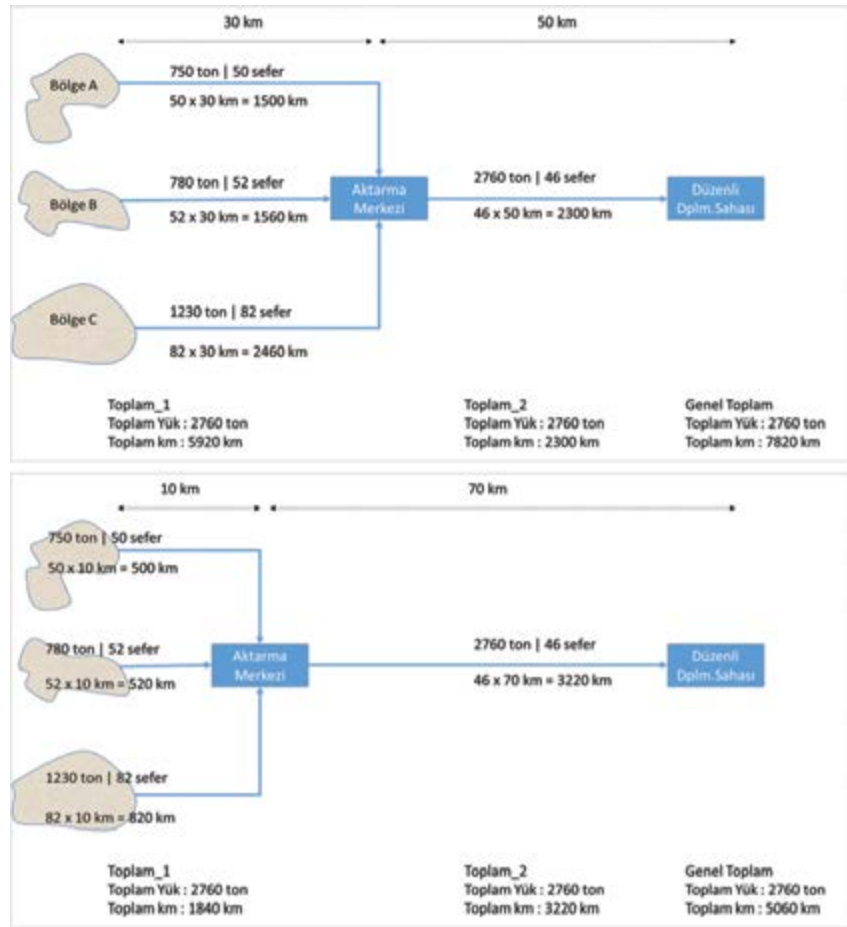 30 km
50 km
Bölge A
750 ton | 50 sefer
50 x 30 km = 1500 km
Bölge B
780 ton | 52 sefer
52 x 30 km = 1560 km
Aktarma
Merkezi
2760 ton | 46 sefer
46 x 50 km = 2300 km
Düzenli
Dplm.Sahası
Bölge C
1230 ton | 82 sefer
82 x 30 km = 2460 km
Toplam_1
Toplam Yük : 2760 ton
Toplam km : 5920 km
Toplam_2
Toplam Yük : 2760 ton
Toplam km : 2300 km
Genel Toplam
Toplam Yük : 2760 ton
Toplam km : 7820 km
10 km
70 km
750 ton | 50 sefer
50 x 10 km = 500 km
780 ton | 52 sefer
52 x 10 km = 520 km
Aktarma
Merkezi
2760 ton | 46 sefer
46 x 70 km = 3220 km
Düzenli
Dplm.Sahası
1230 ton | 82 sefer
82 x 10 km = 820 km
Toplam_1
Toplam Yük : 2760 ton
Toplam km : 1840 km
Toplam_2
Toplam Yük : 2760 ton
Toplam km : 3220 km
Genel Toplam
Toplam Yük : 2760 ton
Toplam km : 5060 km